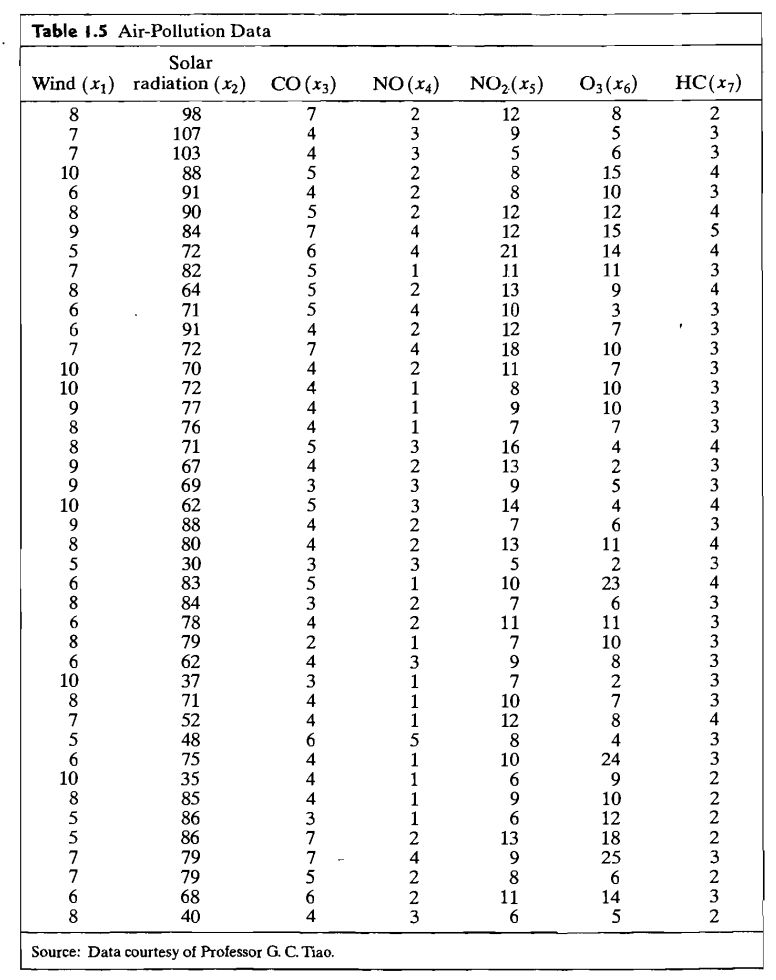 Table 1.5 Air-Pollution Data
Solar
Wind (x₁) radiation (x₂) CO (x₃) NO (x₄) NO₂(x₅) O₃(x₆) HC(x₇)
8 98 7 2 12 8 2
7 107 4 3 9 5 3
7 103 4 3 5 6 3
10 88 5 2 8 15 4
6 91 4 2 8 10 3
8 90 5 2 12 12 4
9 84 7 4 12 15 5
5 72 6 4 21 14 4
7 82 5 1 11 11 3
8 64 5 2 13 9 4
6 71 5 4 10 3 3
6 91 4 2 12 7 3
7 72 7 4 18 10 3
10 70 4 2 11 7 3
10 72 4 1 8 10 3
9 77 4 1 9 10 3
8 76 4 1 7 7 3
8 71 5 3 16 4 4
9 67 4 2 13 2 3
9 69 3 3 9 5 3
10 62 5 3 14 4 4
9 88 4 2 7 6 3
8 80 4 2 13 11 4
5 30 3 3 5 2 3
6 83 5 1 10 23 4
8 84 3 2 7 6 3
6 78 4 2 11 11 3
8 79 2 1 7 10 3
6 62 4 3 9 8 3
10 37 3 1 7 2 3
8 71 4 1 10 7 3
7 52 4 1 12 8 4
5 48 6 5 8 4 3
6 75 4 1 10 24 3
10 35 4 1 6 9 2
8 85 4 1 9 10 2
5 86 3 1 6 12 2
5 86 7 2 13 18 2
7 79 7 4 9 25 3
7 79 5 2 8 6 2
6 68 6 2 11 14 3
8 40 4 3 6 5 2
Source: Data courtesy of Professor G. C. Tiao.